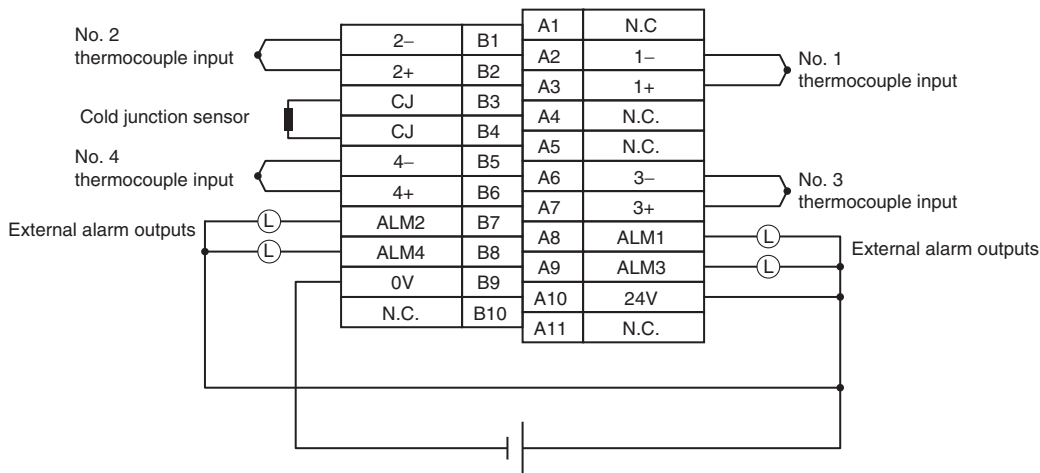 No. 2
thermocouple input
Cold junction sensor
No. 4
thermocouple input
External alarm outputs
2– B1
2+ B2
CJ B3
CJ B4
4– B5
4+ B6
ALM2 B7
ALM4 B8
0V B9
N.C. B10
L
L
A1 N.C
A2 1–
A3 1+
A4 N.C.
A5 N.C.
A6 3–
A7 3+
A8 ALM1
A9 ALM3
A10 24V
A11 N.C.
L
L
No. 1
thermocouple input
No. 3
thermocouple input
External alarm outputs